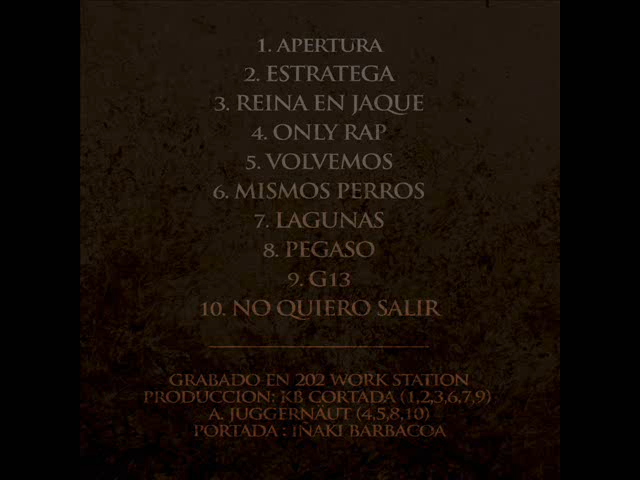 1. APERTURA
2. ESTRATEGA
3. REINA EN JAQUE
4. ONLY RAP
5. VOLVEMOS
6. MISMOS PERROS
7. LAGUNAS
8. PEGASO
9. G13
10. NO QUIERO SALIR
GRABADO EN 202 WORK STATION
PRODUCCION: KB CORTADA (1,2,3,6,7,9)
A. JUGGERNÄUT (4,5,8,10)
PORTADA : IÑAKI BARBACOA